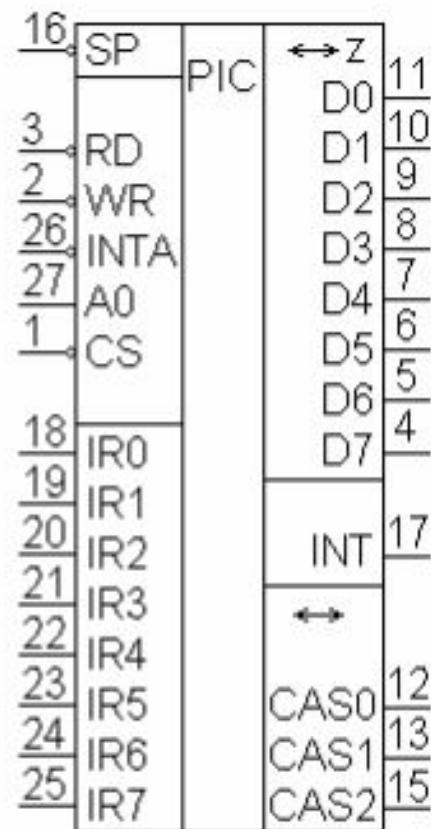 16 SP PIC ↔ Z
D0 11
3 RD D1 10
2 WR D2 9
26 INTA D3 8
27 A0 D4 7
1 CS D5 6
D6 5
18 IR0 D7 4
19 IR1
20 IR2 INT 17
21 IR3 ↔
22 IR4
23 IR5 CAS0 12
24 IR6 CAS1 13
25 IR7 CAS2 15